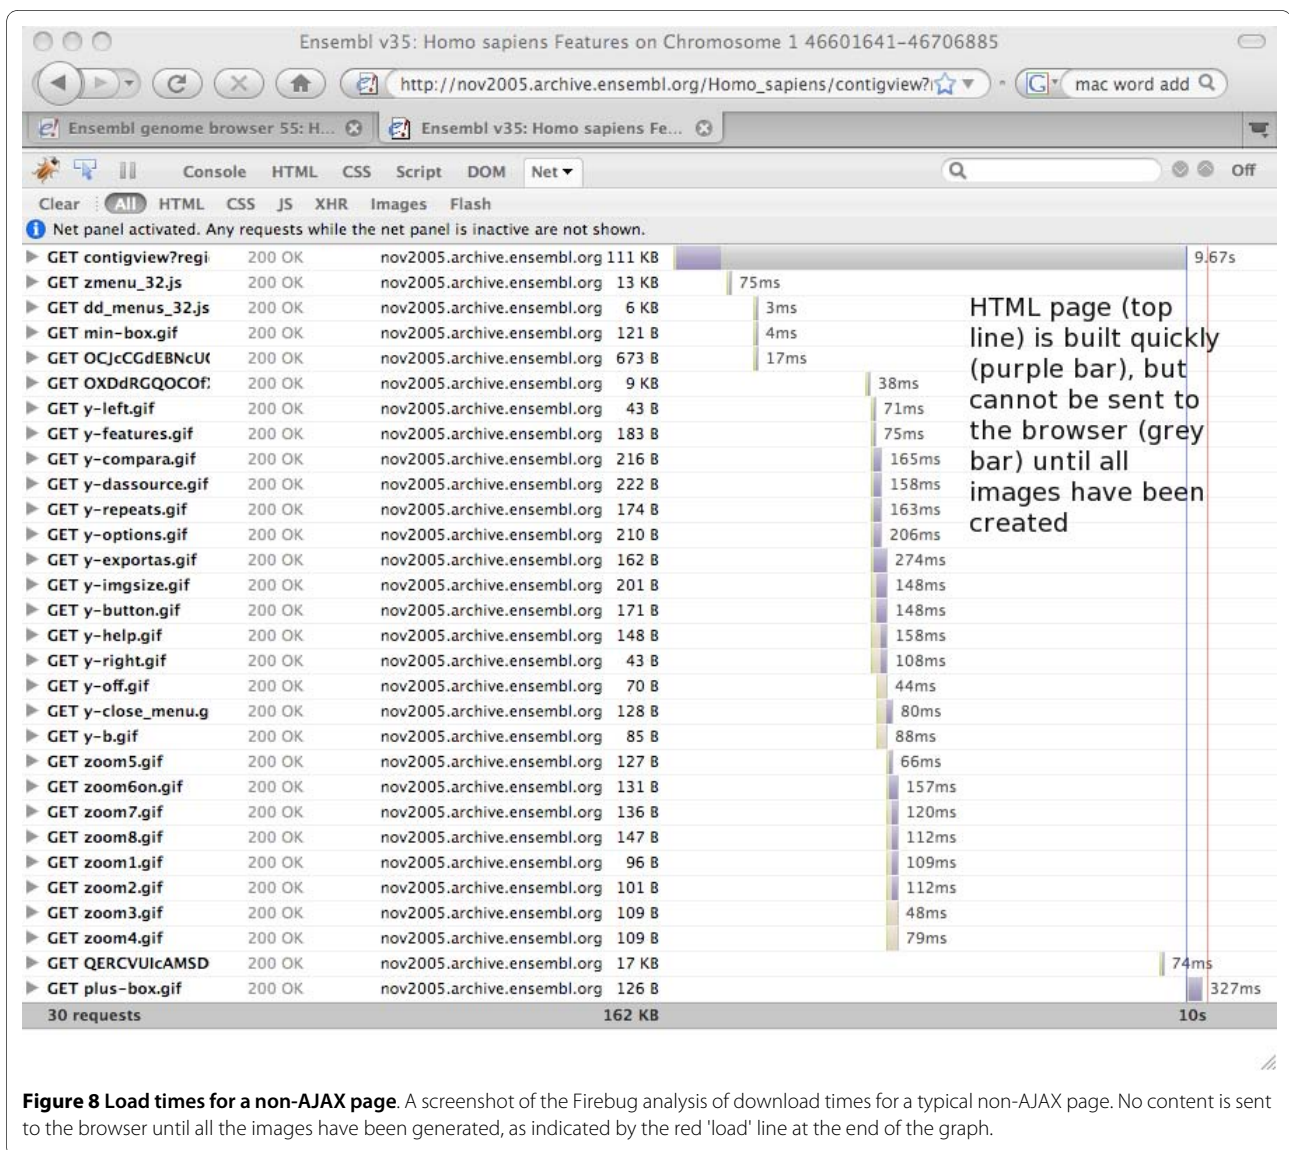 Ensembl v35: Homo sapiens Features on Chromosome 1 46601641-46706885
http://nov2005.archive.ensembl.org/Homo_sapiens/contigview?
G mac word add
Ensembl genome browser 55: H...
Ensembl v35: Homo sapiens Fe...
Console HTML CSS Script DOM Net Off
Clear All HTML CSS JS XHR Images Flash
Net panel activated. Any requests while the net panel is inactive are not shown.
GET contigview?regi 200 OK nov2005.archive.ensembl.org 111 KB 9.67s
GET zmenu_32.js 200 OK nov2005.archive.ensembl.org 13 KB 75ms
GET dd_menus_32.js 200 OK nov2005.archive.ensembl.org 6 KB 3ms
GET min-box.gif 200 OK nov2005.archive.ensembl.org 121 B 4ms
GET OCJcCGdEBNcU 200 OK nov2005.archive.ensembl.org 673 B 17ms
GET OXDdRGQOCOf 200 OK nov2005.archive.ensembl.org 9 KB 38ms
GET y-left.gif 200 OK nov2005.archive.ensembl.org 43 B 71ms
GET y-features.gif 200 OK nov2005.archive.ensembl.org 183 B 75ms
GET y-compara.gif 200 OK nov2005.archive.ensembl.org 216 B 165ms
GET y-dassource.gif 200 OK nov2005.archive.ensembl.org 222 B 158ms
GET y-repeats.gif 200 OK nov2005.archive.ensembl.org 174 B 163ms
GET y-options.gif 200 OK nov2005.archive.ensembl.org 210 B 206ms
GET y-exportas.gif 200 OK nov2005.archive.ensembl.org 162 B 274ms
GET y-imgsize.gif 200 OK nov2005.archive.ensembl.org 201 B 148ms
GET y-button.gif 200 OK nov2005.archive.ensembl.org 171 B 148ms
GET y-help.gif 200 OK nov2005.archive.ensembl.org 148 B 158ms
GET y-right.gif 200 OK nov2005.archive.ensembl.org 43 B 108ms
GET y-off.gif 200 OK nov2005.archive.ensembl.org 70 B 44ms
GET y-close_menu.g 200 OK nov2005.archive.ensembl.org 128 B 80ms
GET y-b.gif 200 OK nov2005.archive.ensembl.org 85 B 88ms
GET zoom5.gif 200 OK nov2005.archive.ensembl.org 127 B 66ms
GET zoom6on.gif 200 OK nov2005.archive.ensembl.org 131 B 157ms
GET zoom7.gif 200 OK nov2005.archive.ensembl.org 136 B 120ms
GET zoom8.gif 200 OK nov2005.archive.ensembl.org 147 B 112ms
GET zoom1.gif 200 OK nov2005.archive.ensembl.org 96 B 109ms
GET zoom2.gif 200 OK nov2005.archive.ensembl.org 101 B 112ms
GET zoom3.gif 200 OK nov2005.archive.ensembl.org 109 B 48ms
GET zoom4.gif 200 OK nov2005.archive.ensembl.org 109 B 79ms
GET QERCVUIcAMSD 200 OK nov2005.archive.ensembl.org 17 KB 74ms
GET plus-box.gif 200 OK nov2005.archive.ensembl.org 126 B 327ms
30 requests 162 KB 10s
HTML page (top
line) is built quickly
(purple bar), but
cannot be sent to
the browser (grey
bar) until all
images have been
created
Figure 8 Load times for a non-AJAX page. A screenshot of the Firebug analysis of download times for a typical non-AJAX page. No content is sent
to the browser until all the images have been generated, as indicated by the red 'load' line at the end of the graph.